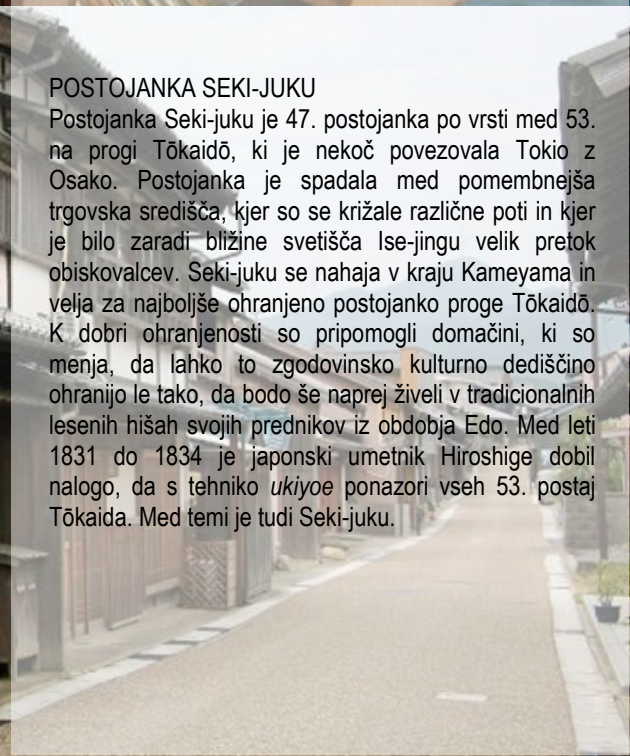 POSTOJANKA SEKI-JUKU
Postojanka Seki-juku je 47. postojanka po vrsti med 53.
na progi Tōkaidō, ki je nekoč povezovala Tokio z
Osako. Postojanka je spadala med pomembnejša
trgovska središča, kjer so se križale različne poti in kjer
je bilo zaradi bližine svetišča Ise-jingu velik pretok
obiskovalcev. Seki-juku se nahaja v kraju Kameyama in
velja za najboljše ohranjeno postojanko proge Tōkaidō.
K dobri ohranjenosti so pripomogli domačini, ki so
menja, da lahko to zgodovinsko kulturno dediščino
ohranijo le tako, da bodo še naprej živeli v tradicionalnih
lesenih hišah svojih prednikov iz obdobja Edo. Med leti
1831 do 1834 je japonski umetnik Hiroshige dobil
nalogo, da s tehniko ukiyoe ponazori vseh 53. postaj
Tōkaida. Med temi je tudi Seki-juku.